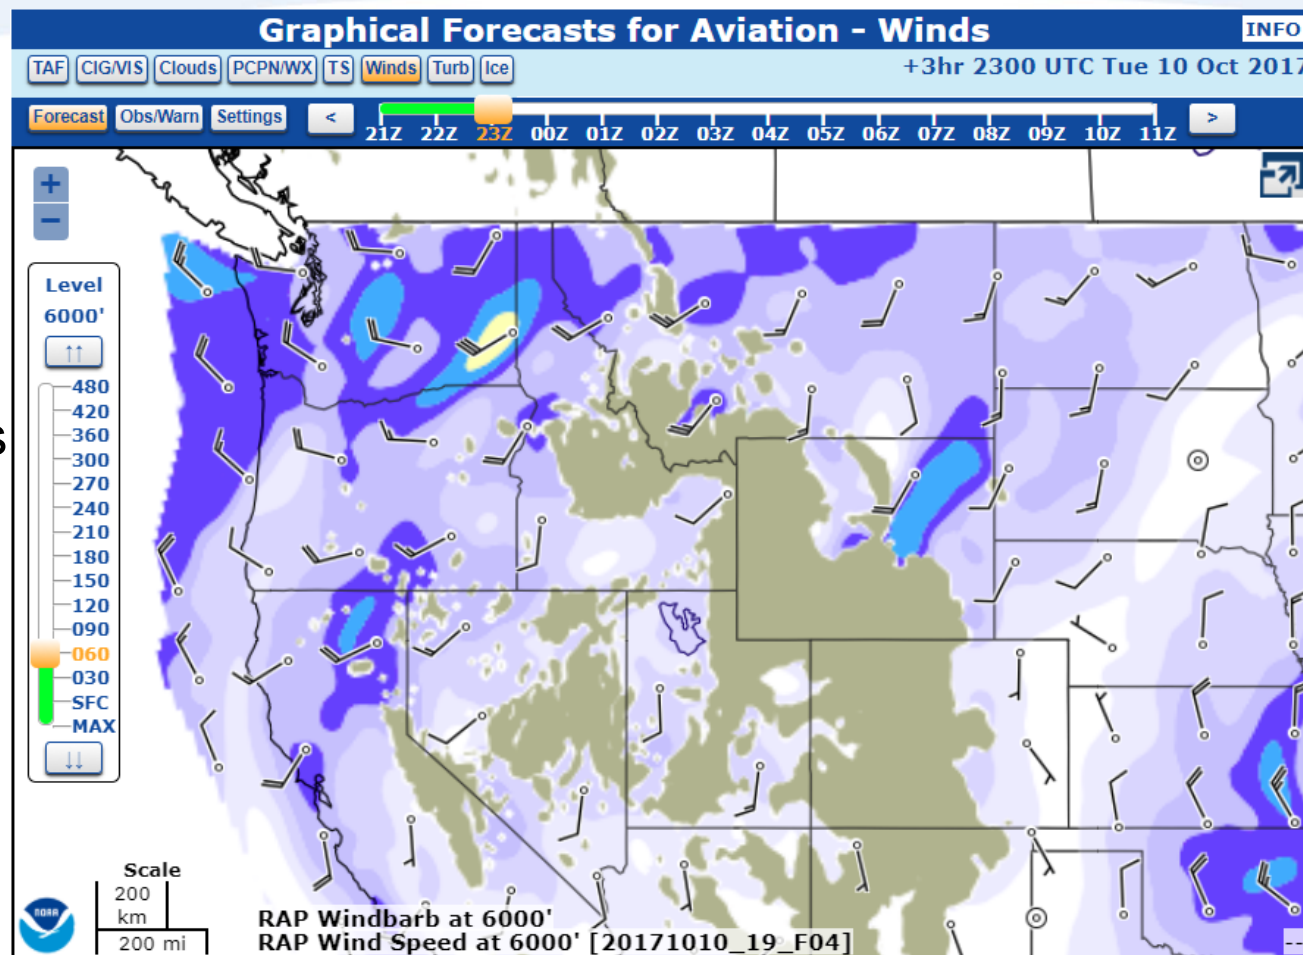 Graphical Forecasts for Aviation - Winds
INFO
TAF CIG/VIS Clouds PCPN/WX TS Winds Turb Ice
+3hr 2300 UTC Tue 10 Oct 2017
Forecast Obs/Warn Settings < >
21Z 22Z 23Z 00Z 01Z 02Z 03Z 04Z 05Z 06Z 07Z 08Z 09Z 10Z 11Z
+
−
Level
6000'
↑↑
480
420
360
300
270
240
210
180
150
120
090
060
030
SFC
MAX
↓↓
s
Scale
200
km
200 mi
NOAA
RAP Windbarb at 6000'
RAP Wind Speed at 6000' [20171010_19_F04]
--